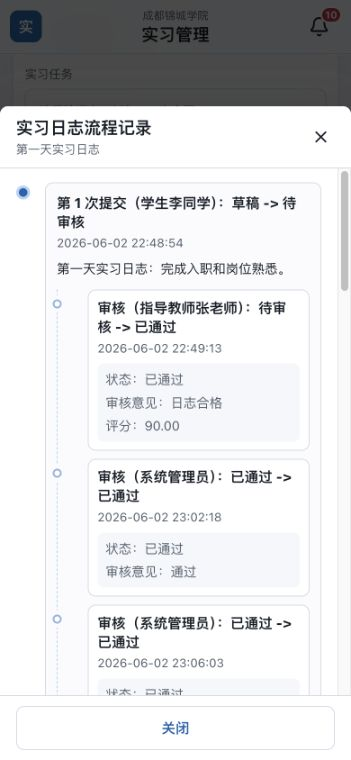 实
成都锦城学院
实习管理
10
实习任务
实习日志流程记录
第一天实习日志
第 1 次提交（学生李同学）：草稿 -> 待
审核
2026-06-02 22:48:54
第一天实习日志：完成入职和岗位熟悉。
审核（指导教师张老师）：待审
核 -> 已通过
2026-06-02 22:49:13
状态：已通过
审核意见：日志合格
评分：90.00
审核（系统管理员）：已通过 ->
已通过
2026-06-02 23:02:18
状态：已通过
审核意见：通过
审核（系统管理员）：已通过 ->
已通过
2026-06-02 23:06:03
状态：已通过
关闭